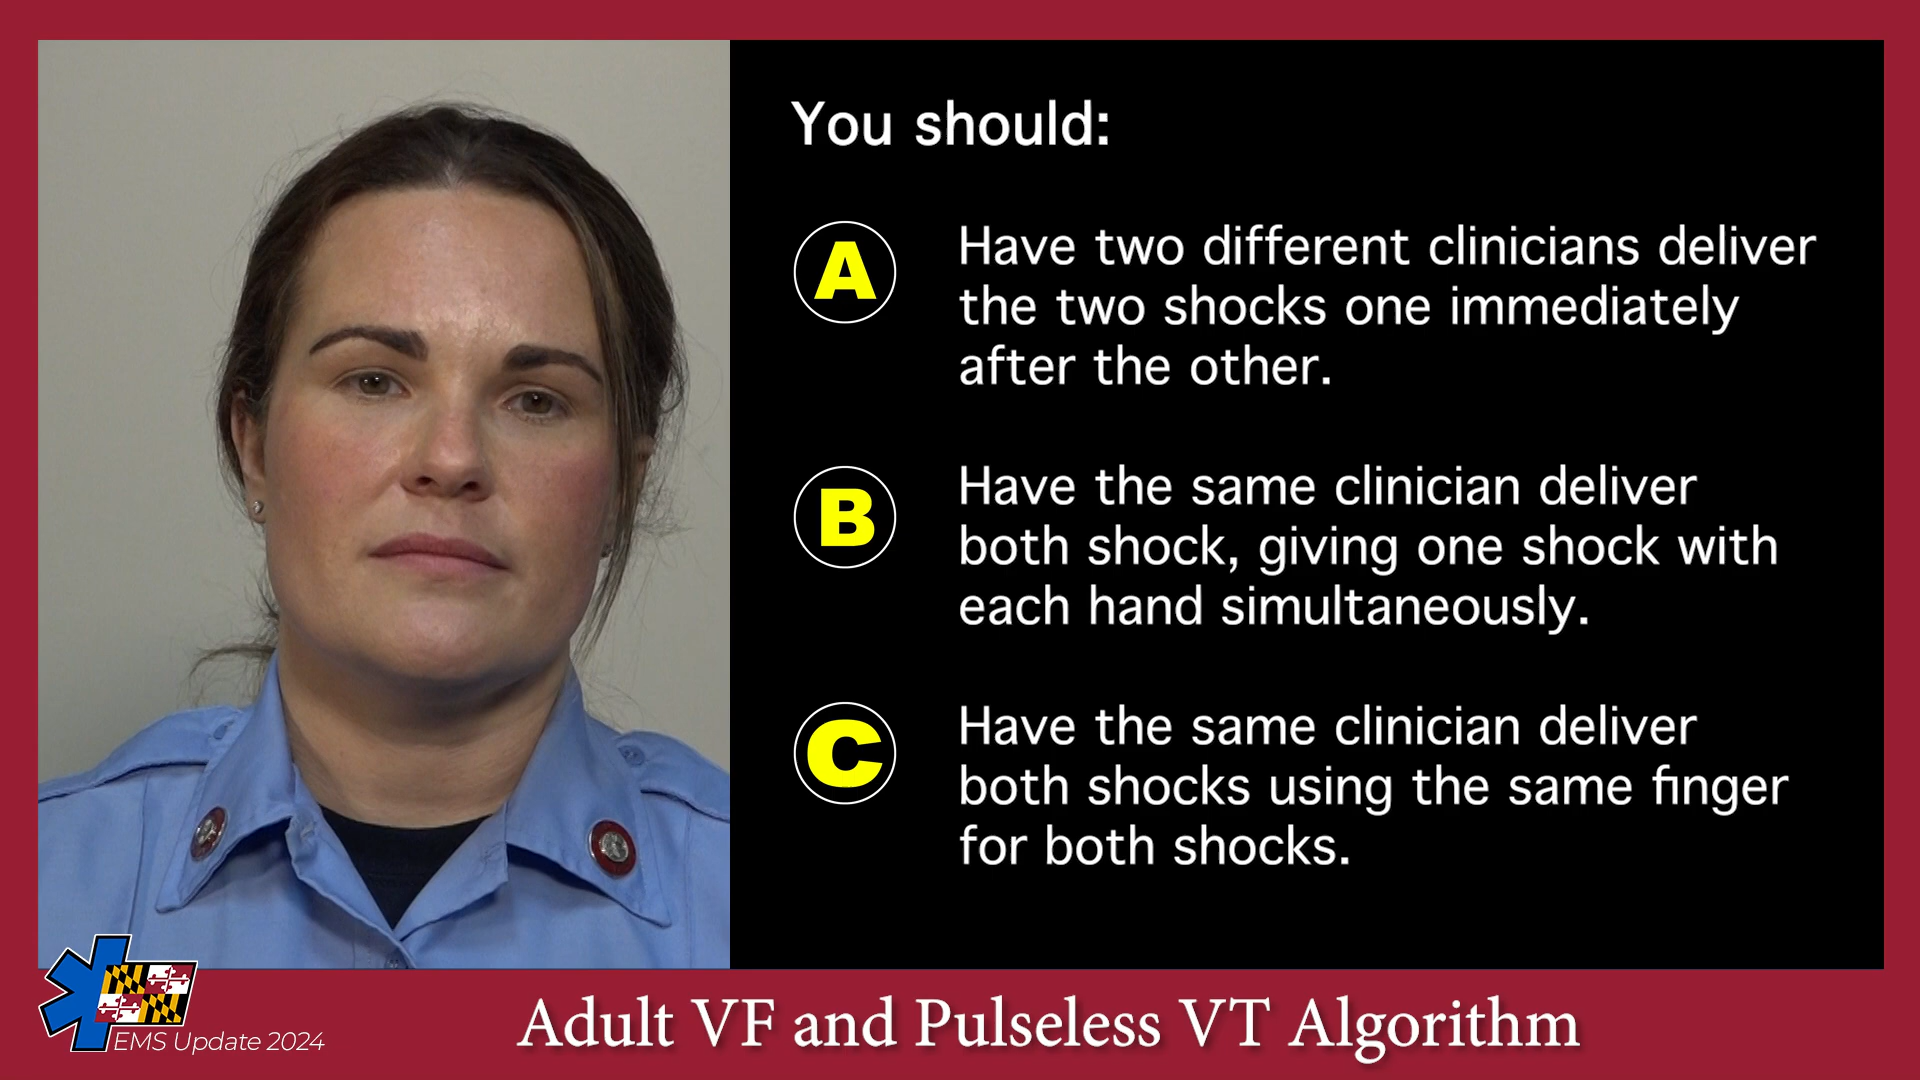 You should:
A
Have two different clinicians deliver
the two shocks one immediately
after the other.
B
Have the same clinician deliver
both shock, giving one shock with
each hand simultaneously.
C
Have the same clinician deliver
both shocks using the same finger
for both shocks.
EMS Update 2024
Adult VF and Pulseless VT Algorithm